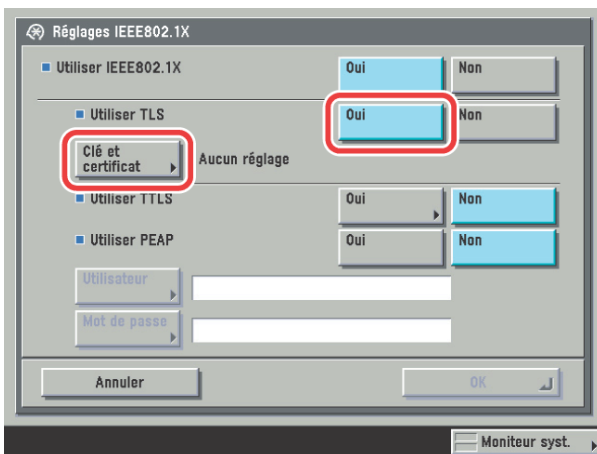 Réglages IEEE802.1X
Utiliser IEEE802.1X Oui Non
Utiliser TLS Oui Non
Clé et
certificat Aucun réglage
Utiliser TTLS Oui Non
Utiliser PEAP Oui Non
Utilisateur
Mot de passe
Annuler OK
Moniteur syst.